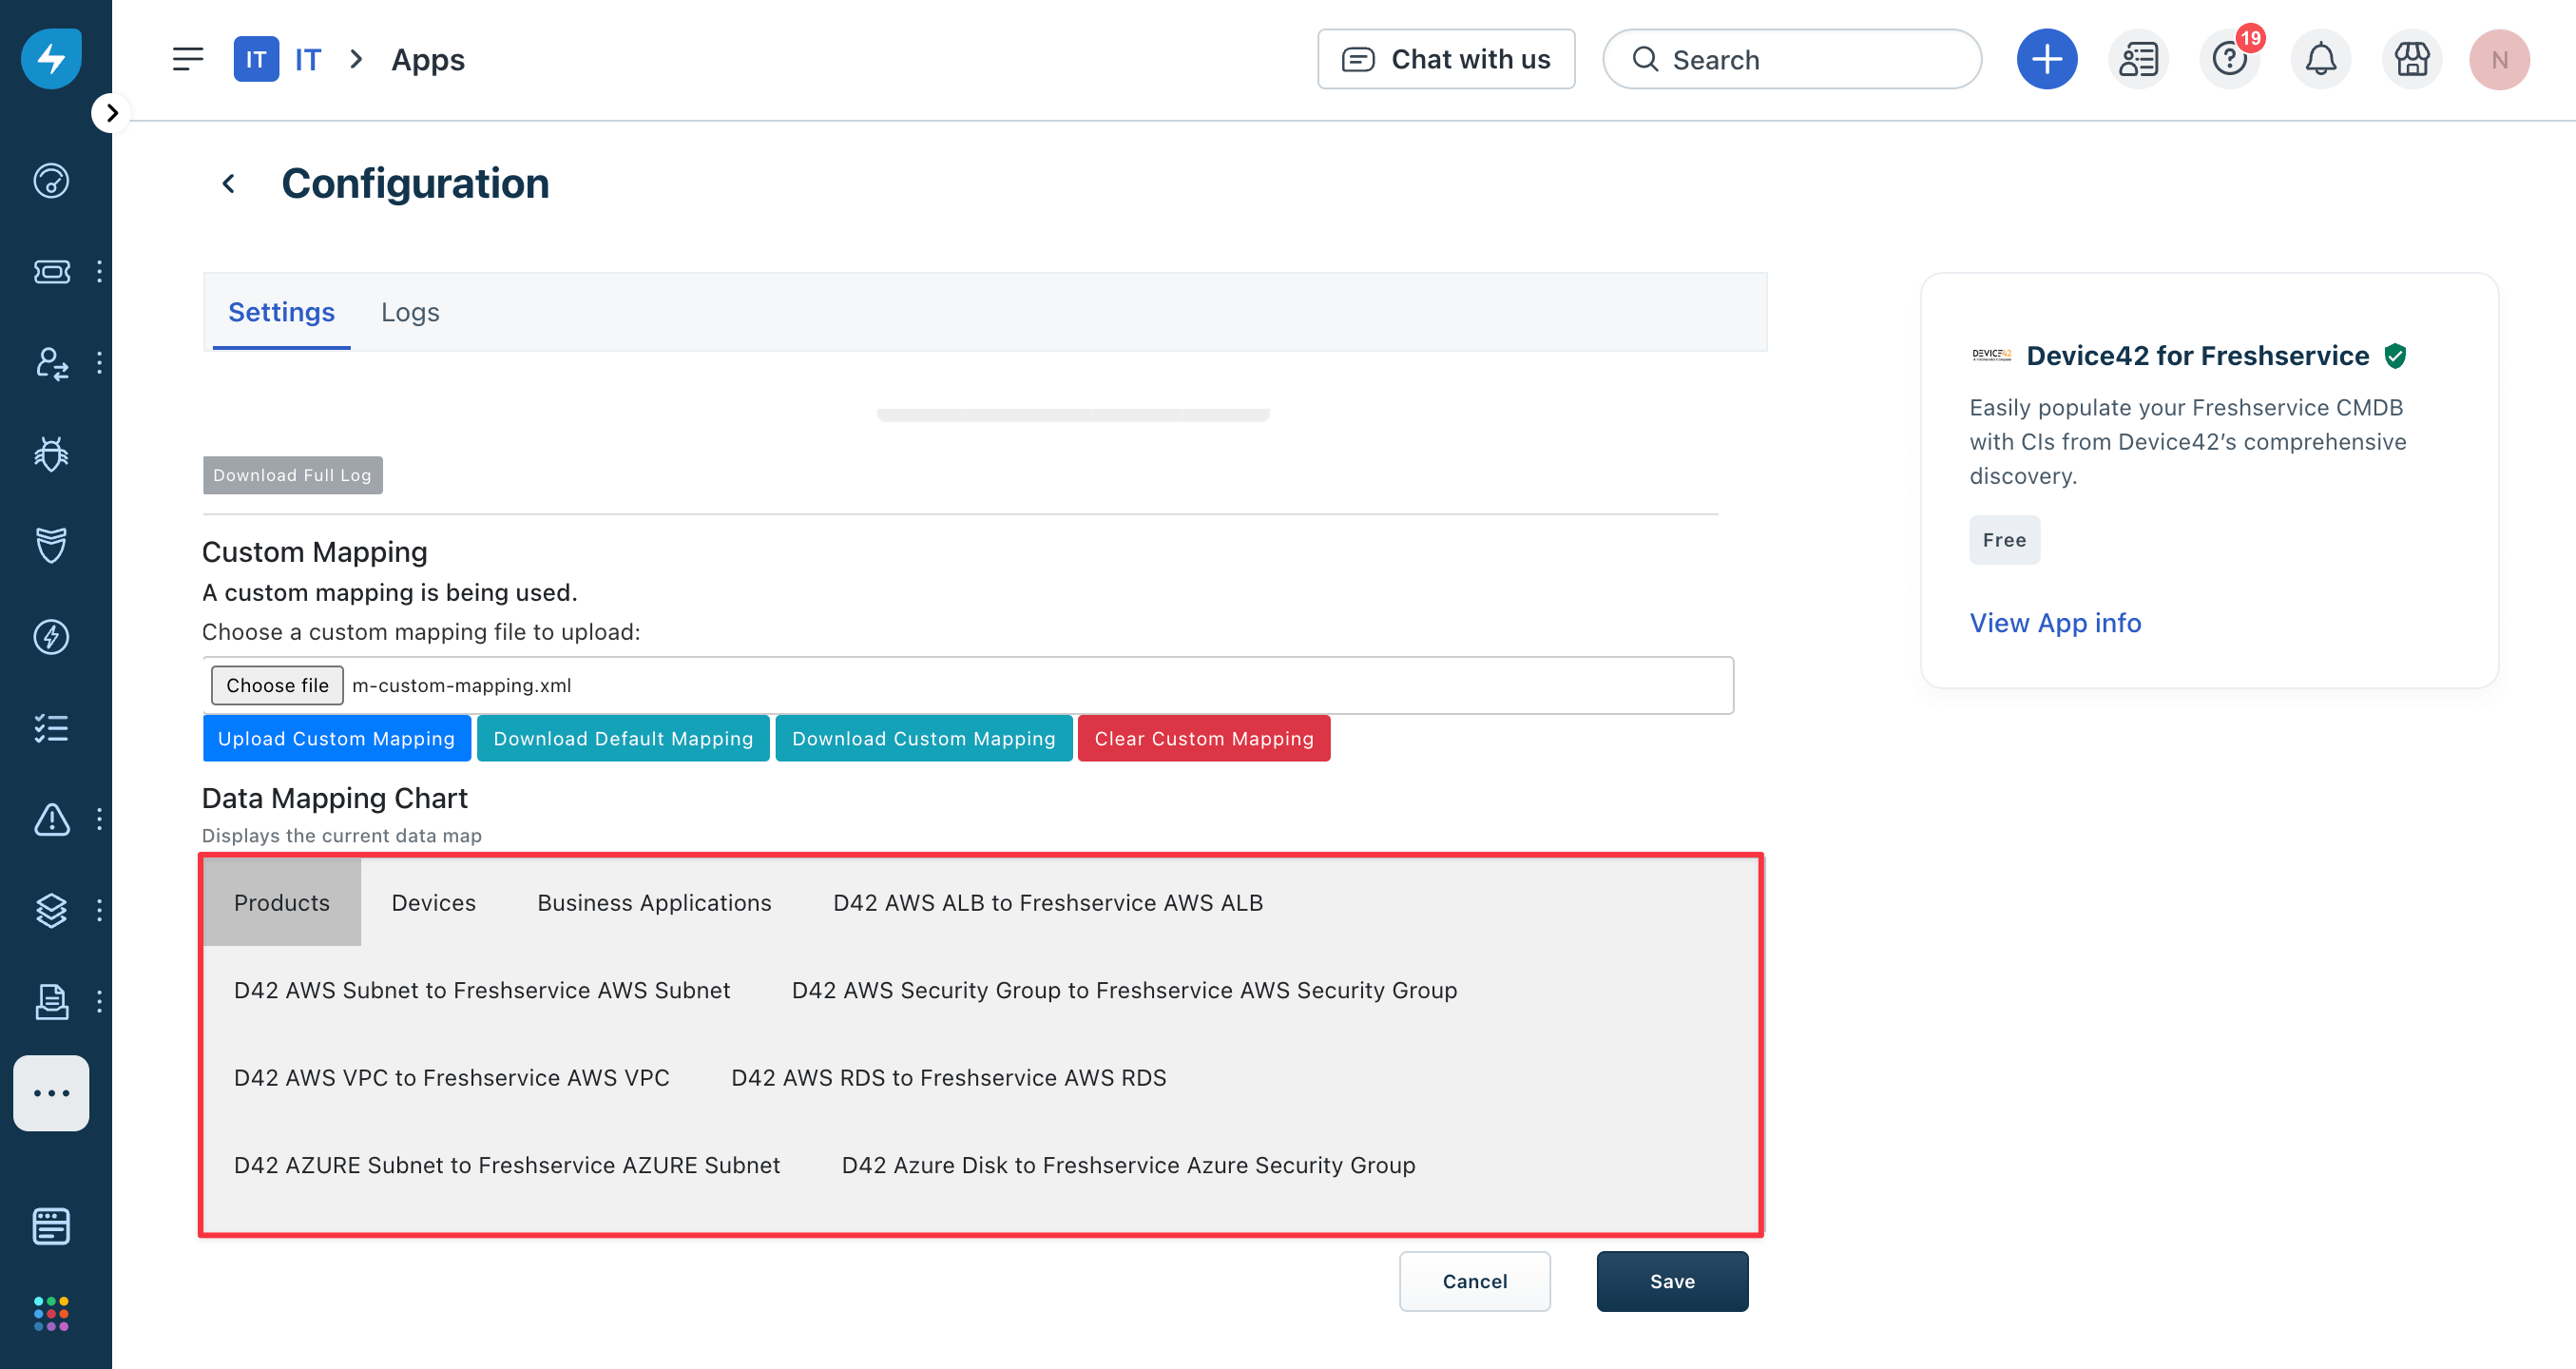 IT IT > Apps
Chat with us
Search
19
N
Configuration
Settings Logs
Download Full Log
Custom Mapping
A custom mapping is being used.
Choose a custom mapping file to upload:
Choose file m-custom-mapping.xml
Upload Custom Mapping Download Default Mapping Download Custom Mapping Clear Custom Mapping
Data Mapping Chart
Displays the current data map
Products Devices Business Applications D42 AWS ALB to Freshservice AWS ALB
D42 AWS Subnet to Freshservice AWS Subnet D42 AWS Security Group to Freshservice AWS Security Group
D42 AWS VPC to Freshservice AWS VPC D42 AWS RDS to Freshservice AWS RDS
D42 AZURE Subnet to Freshservice AZURE Subnet D42 Azure Disk to Freshservice Azure Security Group
Cancel Save
DEVICE42 Device42 for Freshservice
Easily populate your Freshservice CMDB
with CIs from Device42’s comprehensive
discovery.
Free
View App info